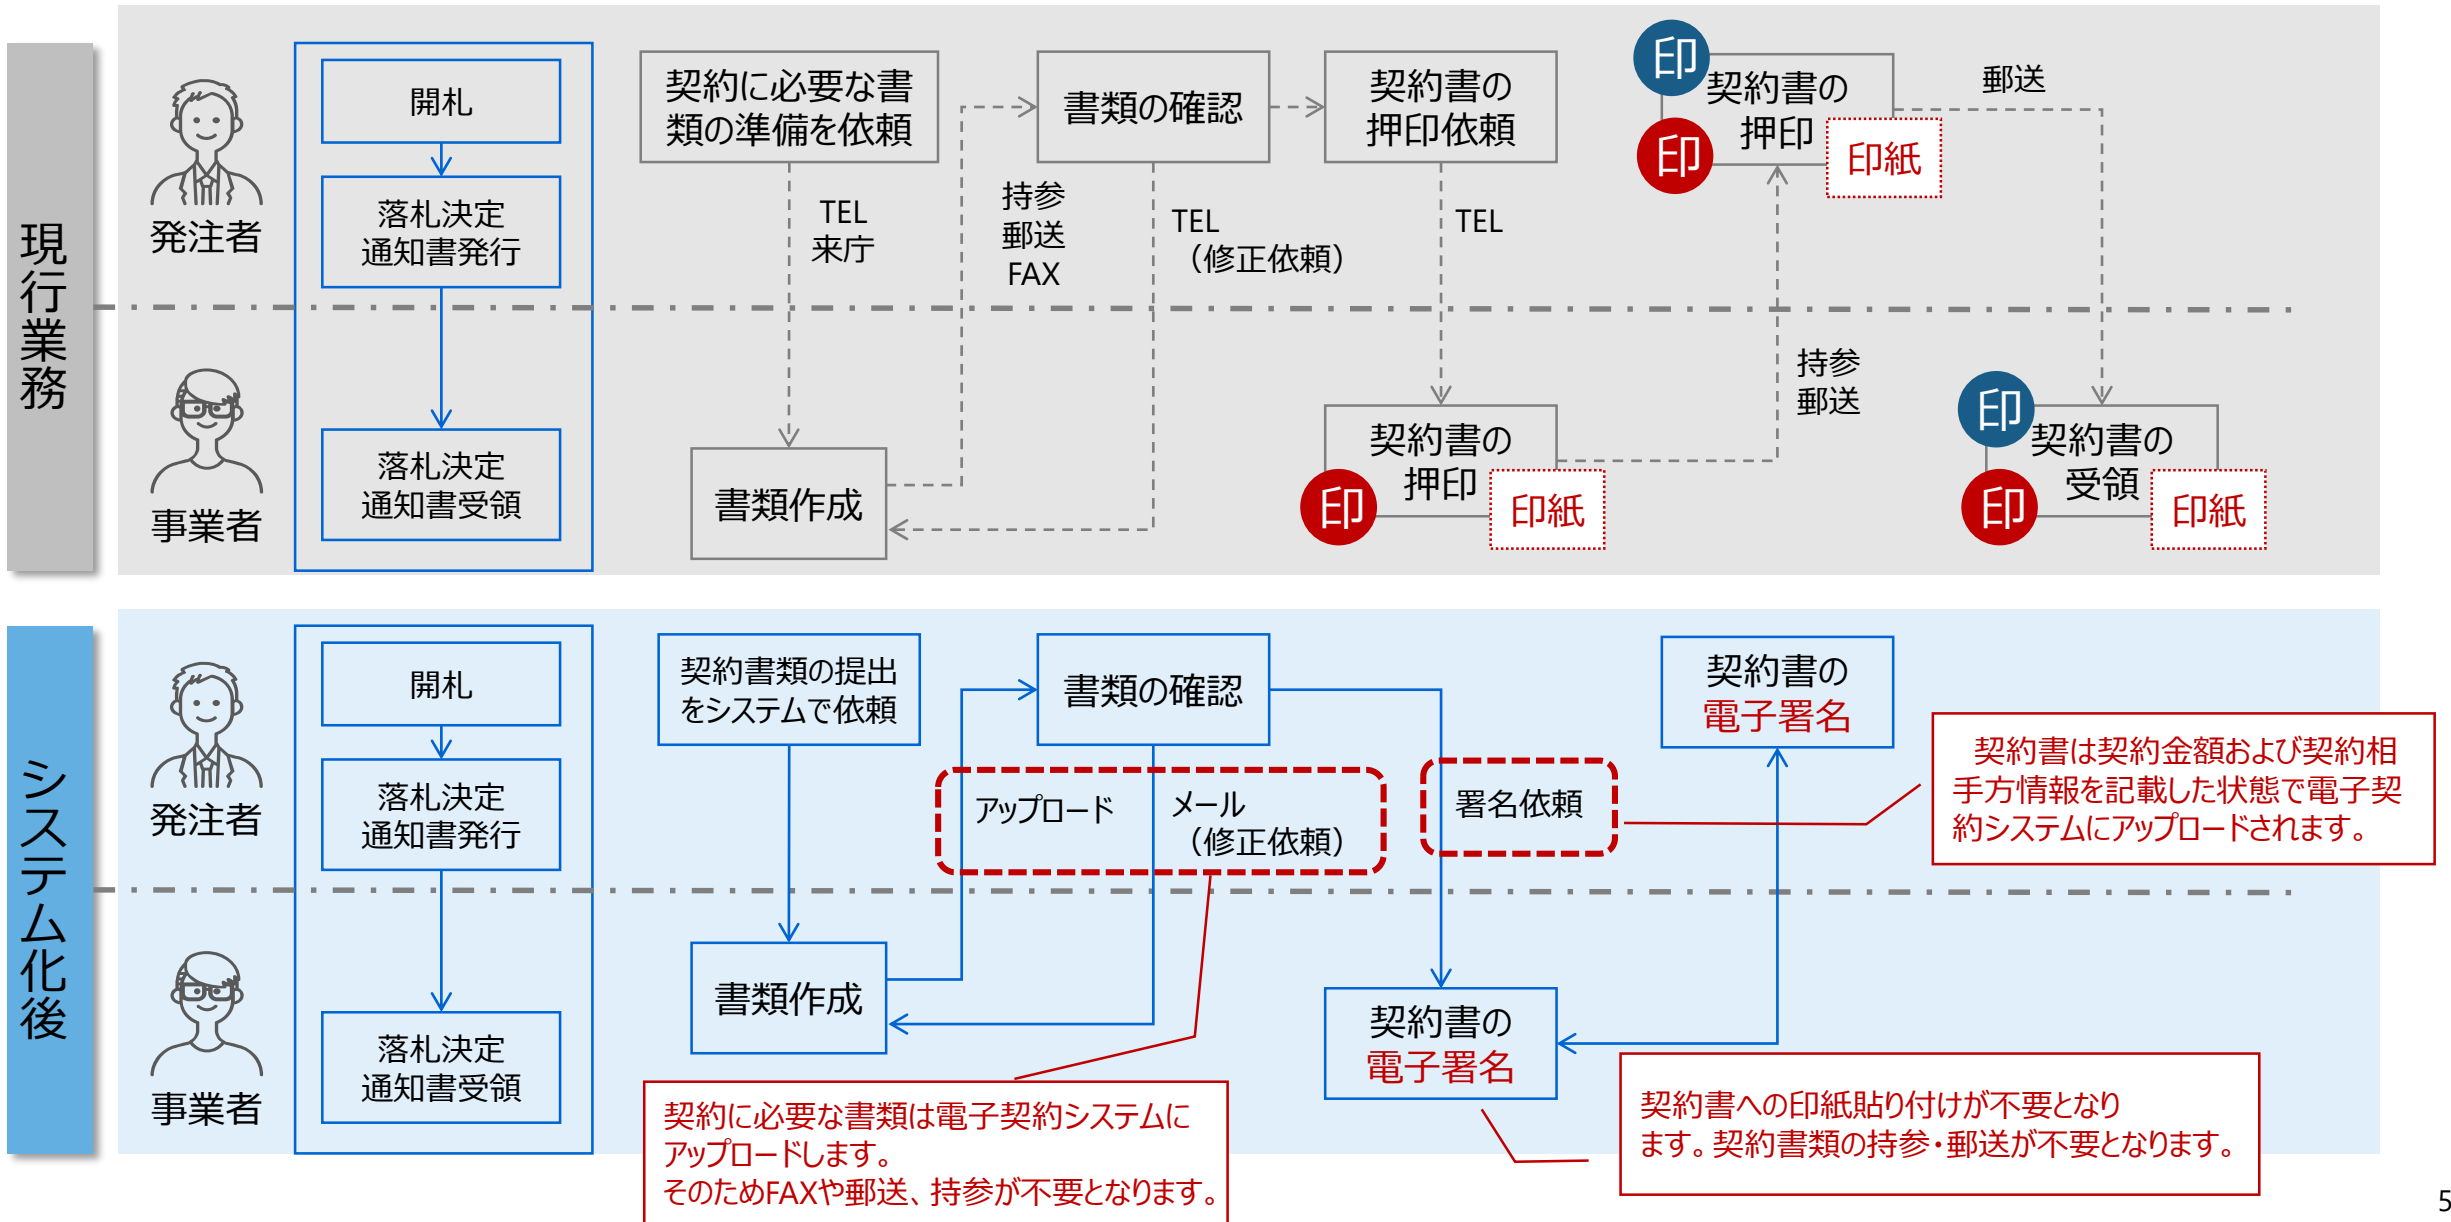 現行業務
発注者
開札
落札決定
通知書発行
契約に必要な書
類の準備を依頼
TEL
来庁
持参
郵送
FAX
書類の確認
TEL
（修正依頼）
契約書の
押印依頼
TEL
印
印
契約書の
押印
印紙
郵送
事業者
落札決定
通知書受領
書類作成
契約書の
押印
印
印紙
持参
郵送
印
印
契約書の
受領
印紙
システム化後
発注者
開札
落札決定
通知書発行
契約書類の提出
をシステムで依頼
書類の確認
アップロード
メール
（修正依頼）
署名依頼
契約書の
電子署名
契約書は契約金額および契約相
手方情報を記載した状態で電子契
約システムにアップロードされます。
事業者
落札決定
通知書受領
書類作成
契約書の
電子署名
契約に必要な書類は電子契約システムに
アップロードします。
そのためFAXや郵送、持参が不要となります。
契約書への印紙貼り付けが不要となり
ます。契約書類の持参・郵送が不要となります。
5